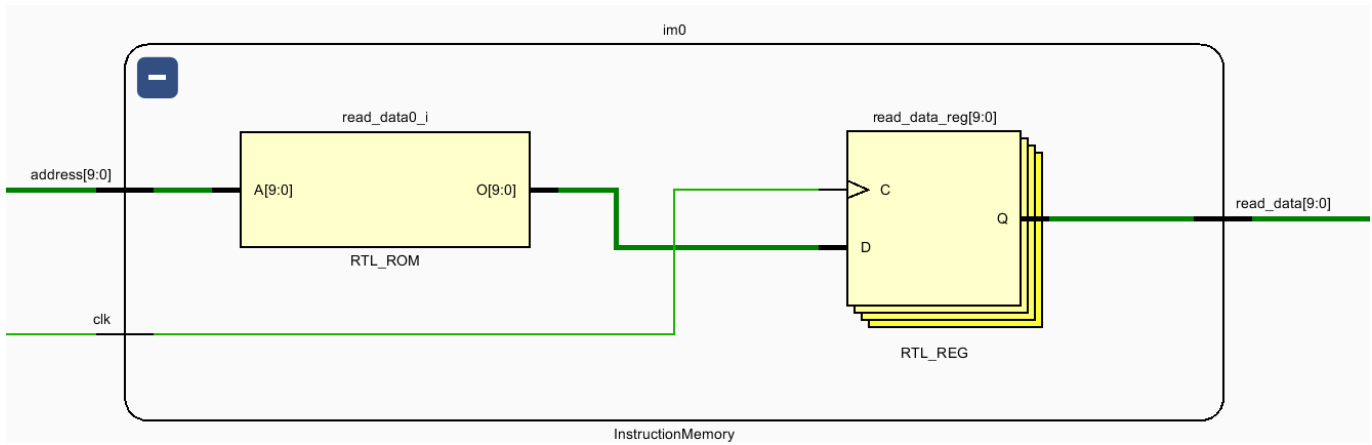 im0
read_data0_i
read_data_reg[9:0]
address[9:0]
A[9:0]
O[9:0]
C
Q
read_data[9:0]
D
RTL_ROM
clk
RTL_REG
InstructionMemory